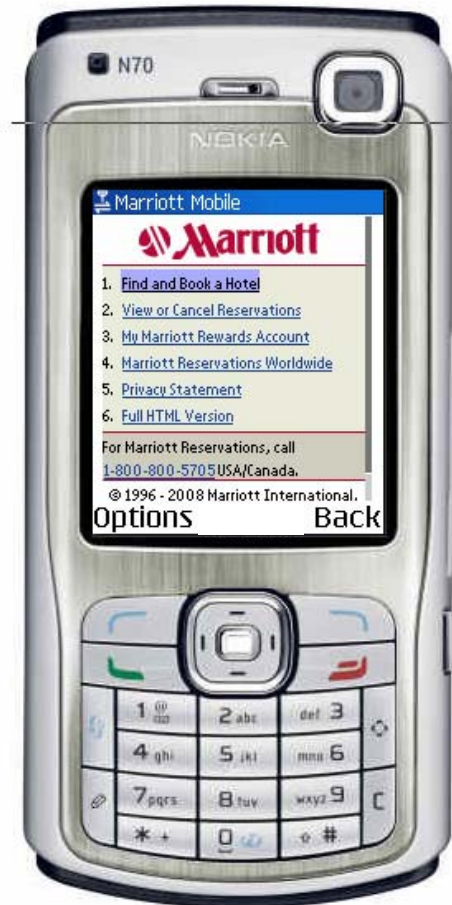 N70
NOKIA
Marriott Mobile
Marriott
1. Find and Book a Hotel
2. View or Cancel Reservations
3. My Marriott Rewards Account
4. Marriott Reservations Worldwide
5. Privacy Statement
6. Full HTML Version
For Marriott Reservations, call
1-800-800-5705 USA/Canada.
© 1996 - 2008 Marriott International.
Options Back
1 2 abc def 3
4 ghi 5 jkl mno 6
7 pqrs 8 tuv wxyz 9 C
* + 0 #